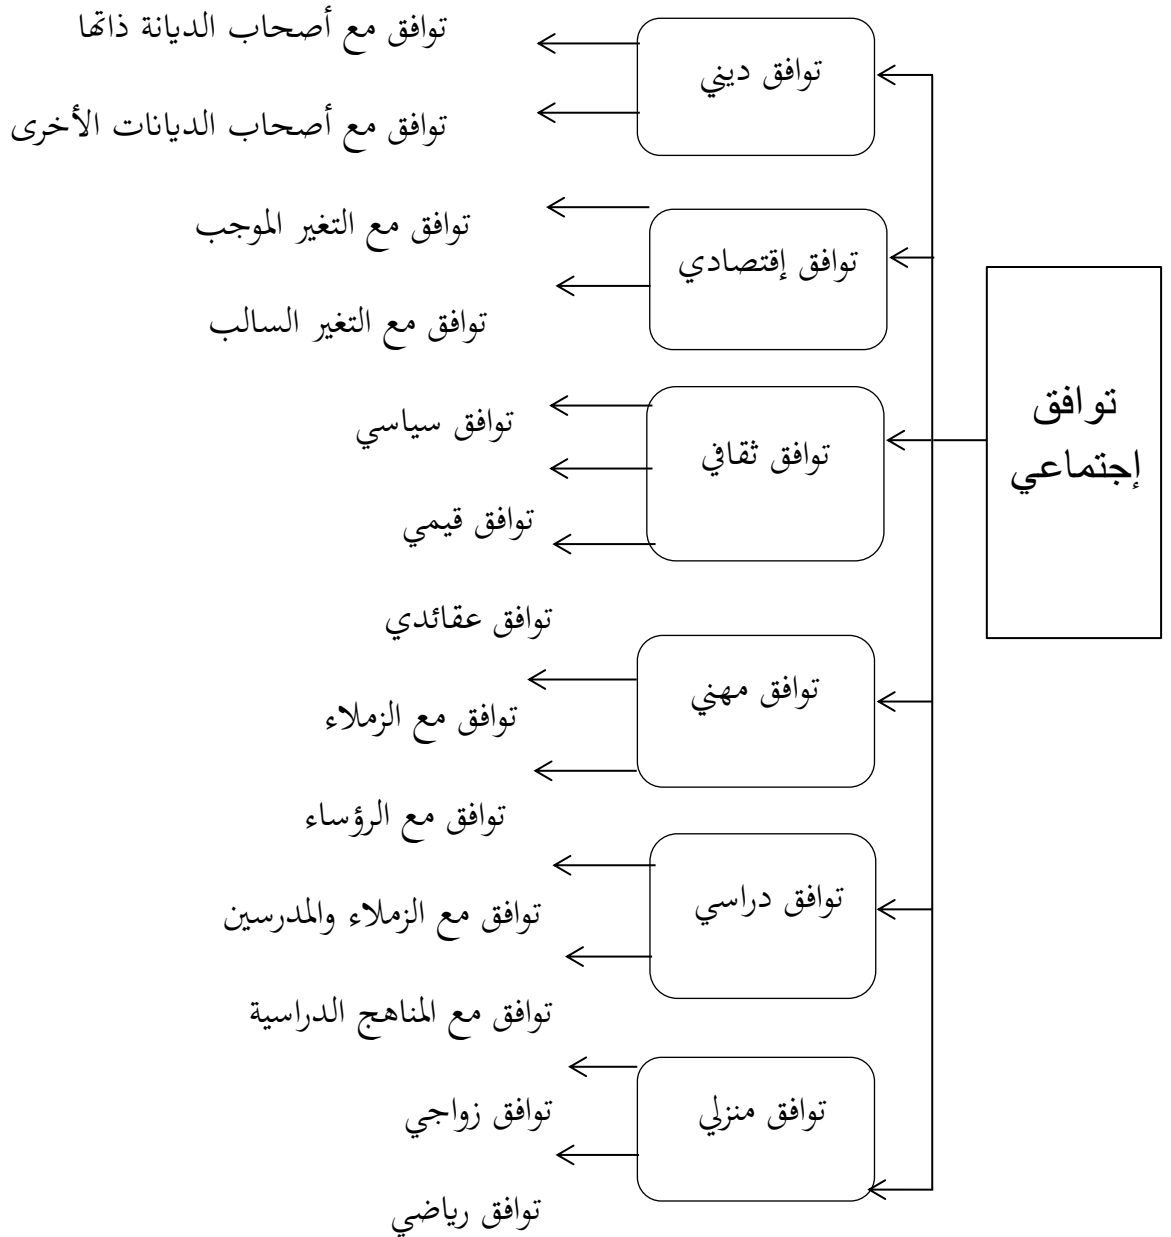 توافق
إجتماعي
توافق ديني
توافق مع أصحاب الديانة ذاتها
توافق مع أصحاب الديانات الأخرى
توافق إقتصادي
توافق مع التغير الموجب
توافق مع التغير السالب
توافق ثقافي
توافق سياسي
توافق قيمي
توافق عقائدي
توافق مهني
توافق مع الزملاء
توافق مع الرؤساء
توافق دراسي
توافق مع الزملاء والمدرسين
توافق مع المناهج الدراسية
توافق منزلي
توافق زواجي
توافق رياضي